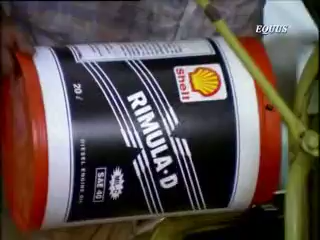 EQUUS
Shell
RIMULA-D
20 ℓ
DIESEL ENGINE OIL
SAE 40